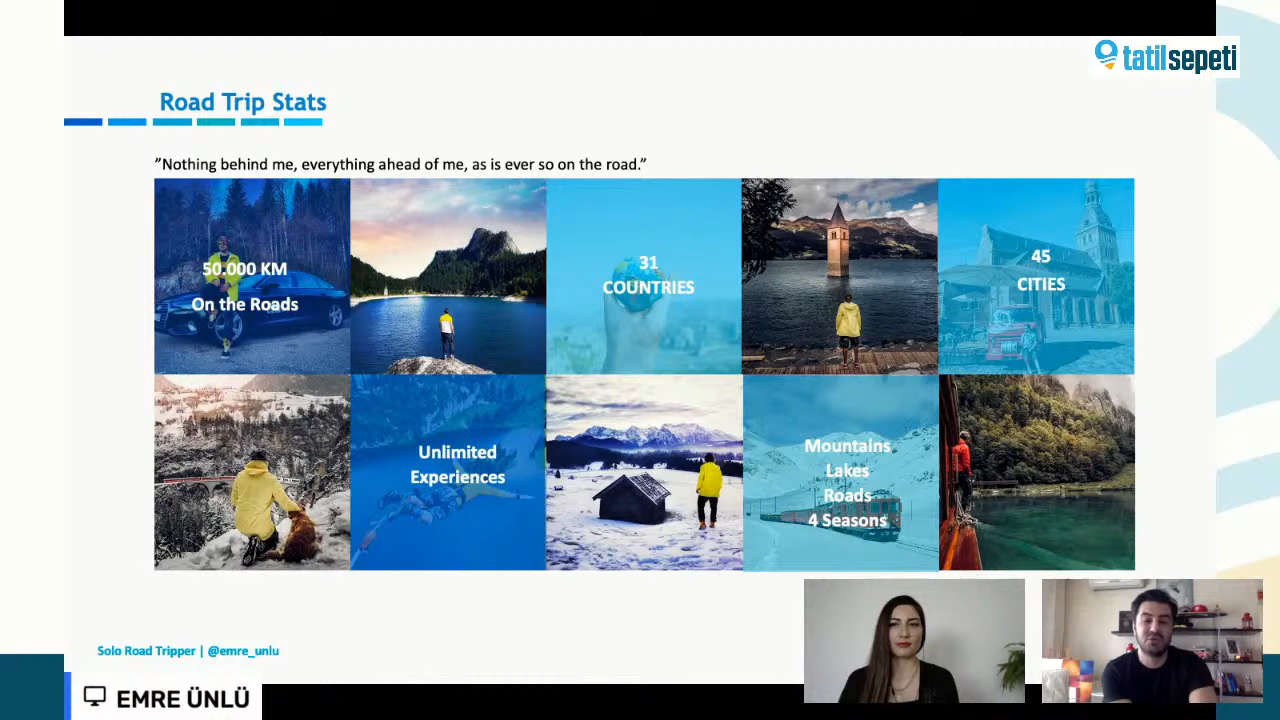 tatilsepeti
Road Trip Stats
”Nothing behind me, everything ahead of me, as is ever so on the road.”
50.000 KM
On the Roads
31
COUNTRIES
45
CITIES
Unlimited
Experiences
Mountains
Lakes
Roads
4 Seasons
Solo Road Tripper | @emre_unlu
EMRE ÜNLÜ